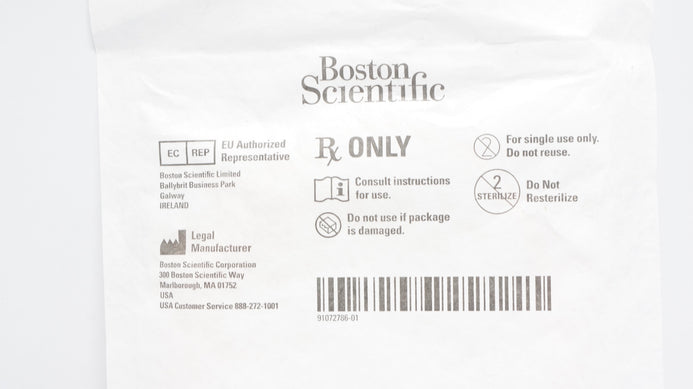 Boston
Scientific
EC REP
EU Authorized
Representative
Boston Scientific Limited
Ballybrit Business Park
Galway
IRELAND
Legal
Manufacturer
Boston Scientific Corporation
300 Boston Scientific Way
Marlborough, MA 01752
USA
USA Customer Service 888-272-1001
Rx ONLY
i
Consult instructions
for use.
Do not use if package
is damaged.
2
For single use only.
Do not reuse.
2
STERILIZE
Do Not
Resterilize
91072786-01